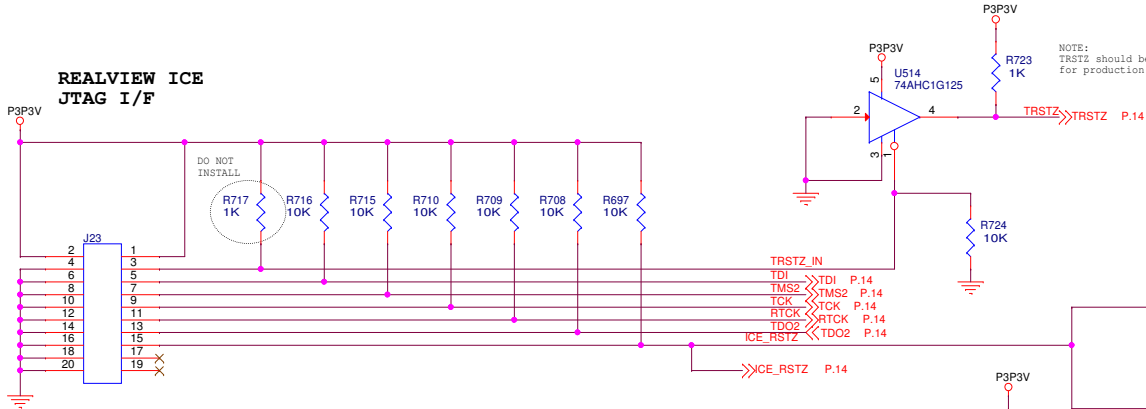 REALVIEW ICE
JTAG I/F
P3P3V
DO NOT
INSTALL
R717
1K
R716
10K
R715
10K
R710
10K
R709
10K
R708
10K
R697
10K
J23
2 1
4 3
6 5
8 7
10 9
12 11
14 13
16 15
18 17
20 19
TRSTZ_IN
TDI TDI P.14
TMS2 TMS2 P.14
TCK TCK P.14
RTCK RTCK P.14
TDO2 TDO2 P.14
ICE_RSTZ
ICE_RSTZ P.14
P3P3V
U514
74AHC1G125
5
2
4
3
1
P3P3V
R723
1K
NOTE:
TRSTZ should be
for production
TRSTZ TRSTZ P.14
R724
10K
P3P3V